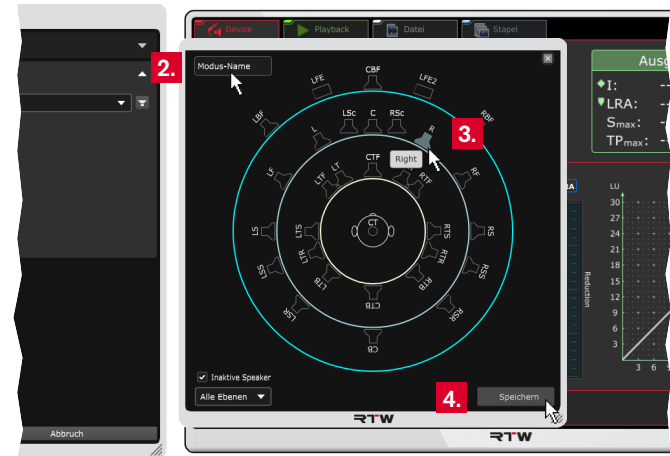 Device
Playback
Datei
Stapel
2.
Modus-Name
CBF
LFE
LFE2
LBF
RBF
LSc
C
RSc
L
R
3.
Right
CTF
LT
LTF
RTF
LF
RF
CT
LTS
RTS
LS
RS
LTR
RTR
LSS
RSS
LTB
RTB
CTB
LSR
RSR
CB
Inaktive Speaker
Alle Ebenen
4.
Speichern
RTW
Abbruch
RTW
Ausg
I: --
LRA: --
Smax: -
TPmax: --
RA
LU
30
27
24
21
18
15
12
9
6
3
3 6 9
Reduction